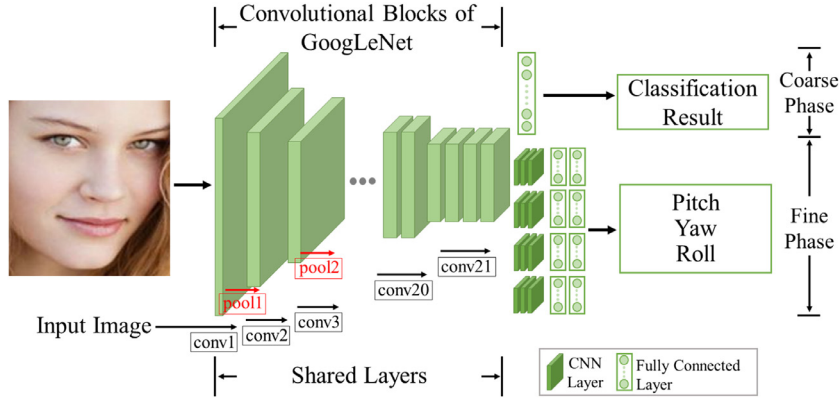 Convolutional Blocks of
GoogLeNet
Classification
Result
Coarse
Phase
Pitch
Yaw
Roll
Fine
Phase
pool1
pool2
conv20
conv21
Input Image
conv1
conv2
conv3
Shared Layers
CNN
Layer
Fully Connected
Layer